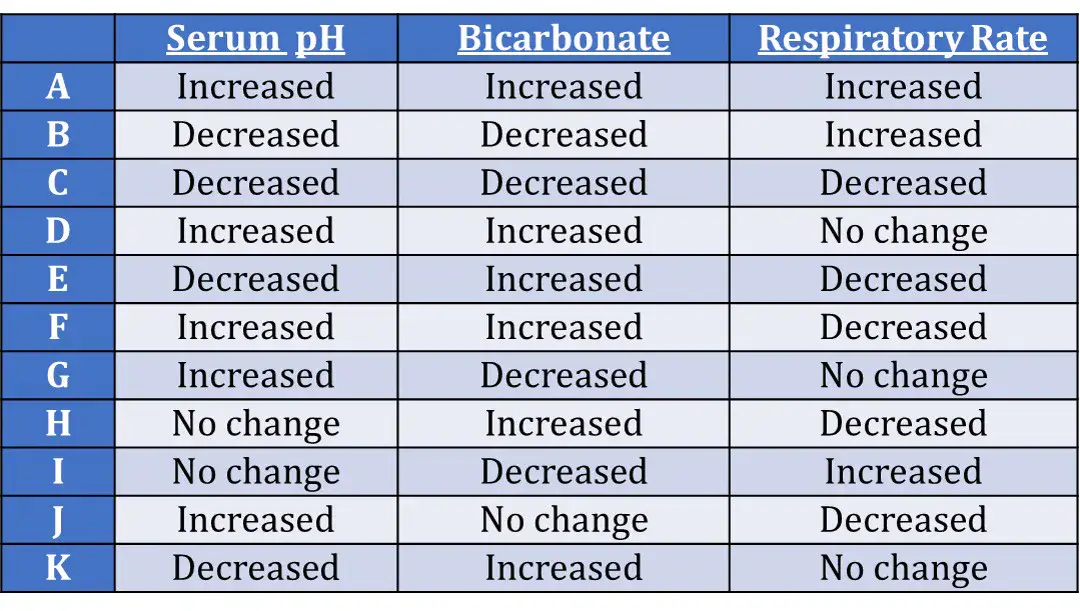 Serum pH Bicarbonate Respiratory Rate
A Increased Increased Increased
B Decreased Decreased Increased
C Decreased Decreased Decreased
D Increased Increased No change
E Decreased Increased Decreased
F Increased Increased Decreased
G Increased Decreased No change
H No change Increased Decreased
I No change Decreased Increased
J Increased No change Decreased
K Decreased Increased No change